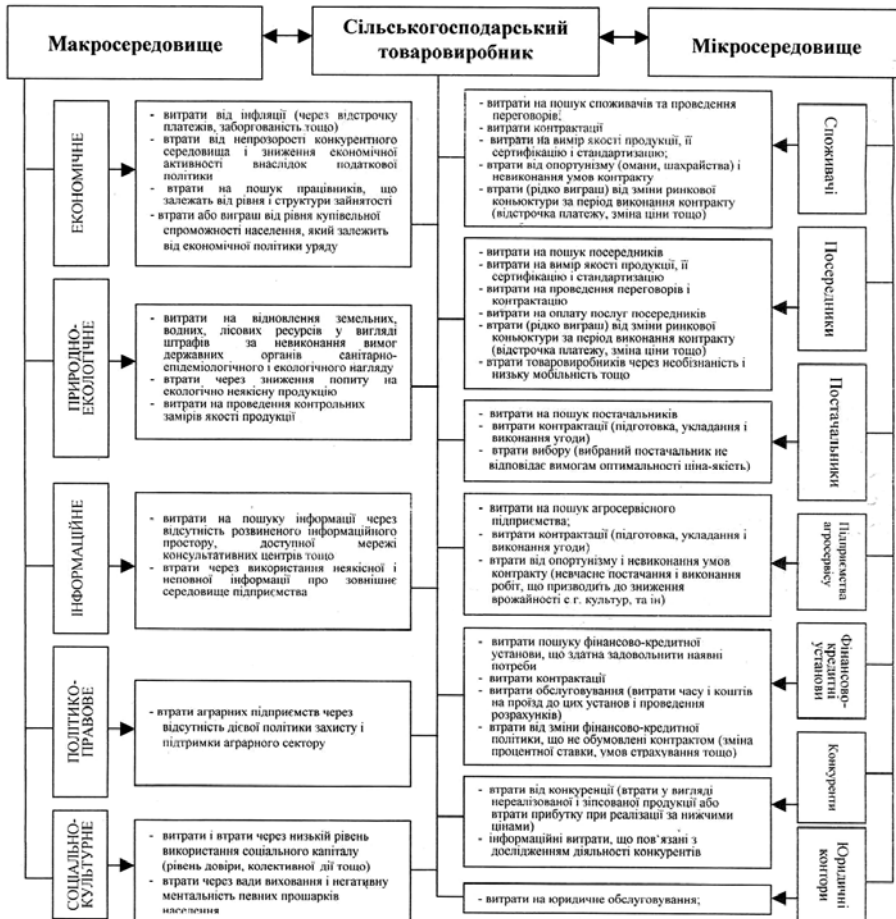 Макросередовище
Сільськогосподарський
товаровиробник
Мікросередовище
ЕКОНОМІЧНЕ
- витрати від інфляції (через відстрочку
платежів, заборгованість тощо)
- втрати від непрозорості конкурентного
середовища і зниження економічної
активності внаслідок податкової
політики
- втрати на пошук працівників, що
залежать від рівня і структури зайнятості
- втрати або виграш від рівня купівельної
спроможності населення, який залежить
від економічної політики уряду
ПРИРОДНО-
ЕКОЛОГІЧНЕ
- витрати на відновлення земельних,
водних, лісових ресурсів у вигляді
штрафів за невиконання вимог
державних органів санітарно-
епідеміологічного і екологічного нагляду
- втрати через зниження попиту на
екологічно неякісну продукцію
- витрати на проведення контрольних
замірів якості продукції
ІНФОРМАЦІЙНЕ
- витрати на пошуку інформації через
відсутність розвиненого інформаційного
простору, доступної мережі
консультативних центрів тощо
- втрати через використання неякісної і
неповної інформації про зовнішнє
середовище підприємства
ПОЛІТИКО-
ПРАВОВЕ
- втрати аграрних підприємств через
відсутність дієвої політики захисту і
підтримки аграрного сектору
СОЦІАЛЬНО-
КУЛЬТУРНЕ
- витрати і втрати через низькій рівень
використання соціального капіталу
(рівень довіри, колективної дії тощо)
- втрати через вади виховання і негативну
ментальність певних прошарків
населення
- витрати на пошук споживачів та проведення
переговорів;
- витрати контрактації
- витрати на вимір якості продукції, її
сертифікацію і стандартизацію;
- втрати від опортунізму (омани, шахрайства) і
невиконання умов контракту
- втрати (рідко виграш) від зміни ринкової
коньюктури за період виконання контракту
(відстрочка платежу, зміна ціни тощо)
Споживачі
- витрати на пошук посередників
- витрати на вимір якості продукції, її
сертифікацію і стандартизацію
- витрати на проведення переговорів і
контрактацію
- витрати на оплату послуг посередників
- втрати (рідко виграш) від зміни ринкової
коньюктури за період виконання контракту
(відстрочка платежу, зміна ціни тощо)
- втрати товаровиробників через необізнаність і
низьку мобільність тощо
Посередники
- витрати на пошук постачальників
- витрати контрактації (підготовка, укладання і
виконання угоди)
- втрати вибору (вибраний постачальник не
відповідає вимогам оптимальності ціна-якість)
Постачальники
- витрати на пошук агросервісного
підприємства;
- витрати контрактації (підготовка, укладання і
виконання угоди)
- втрати від опортунізму і невиконання умов
контракту (невчасне постачання і виконання
робіт, що призводить до зниження
врожайності с.г. культур, та ін)
Підприємства
агросервісу
- витрати пошуку фінансово-кредитної
установи, що здатна задовольнити наявні
потреби
- витрати контрактації
- витрати обслуговування (витрати часу і коштів
на проїзд до цих установ і проведення
розрахунків)
- втрати від зміни фінансово-кредитної
політики, що не обумовлені контрактом (зміна
процентної ставки, умов страхування тощо)
Фінансово-
кредитні
установи
- втрати від конкуренції (втрати у вигляді
нереалізованої і зіпсованої продукції або
втрати прибутку при реалізації за нижчими
цінами)
- інформаційні витрати, що пов'язані з
дослідженням діяльності конкурентів
Конкуренти
- витрати на юридичне обслуговування;
Юридичні
контори